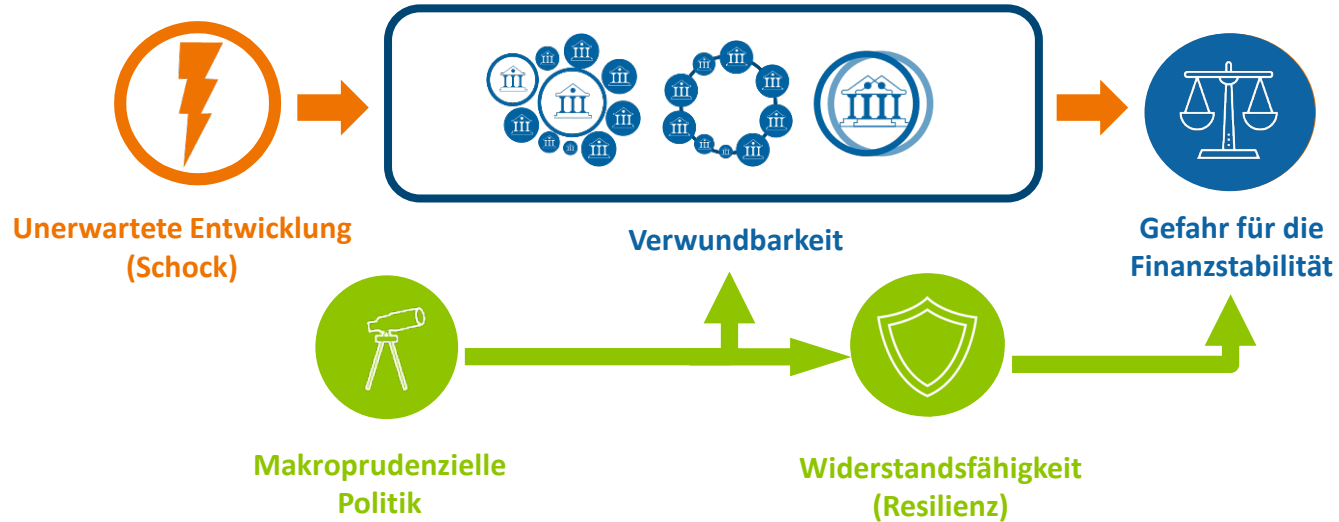 Unerwartete Entwicklung
(Schock)
Verwundbarkeit
Gefahr für die
Finanzstabilität
Makroprudenzielle
Politik
Widerstandsfähigkeit
(Resilienz)